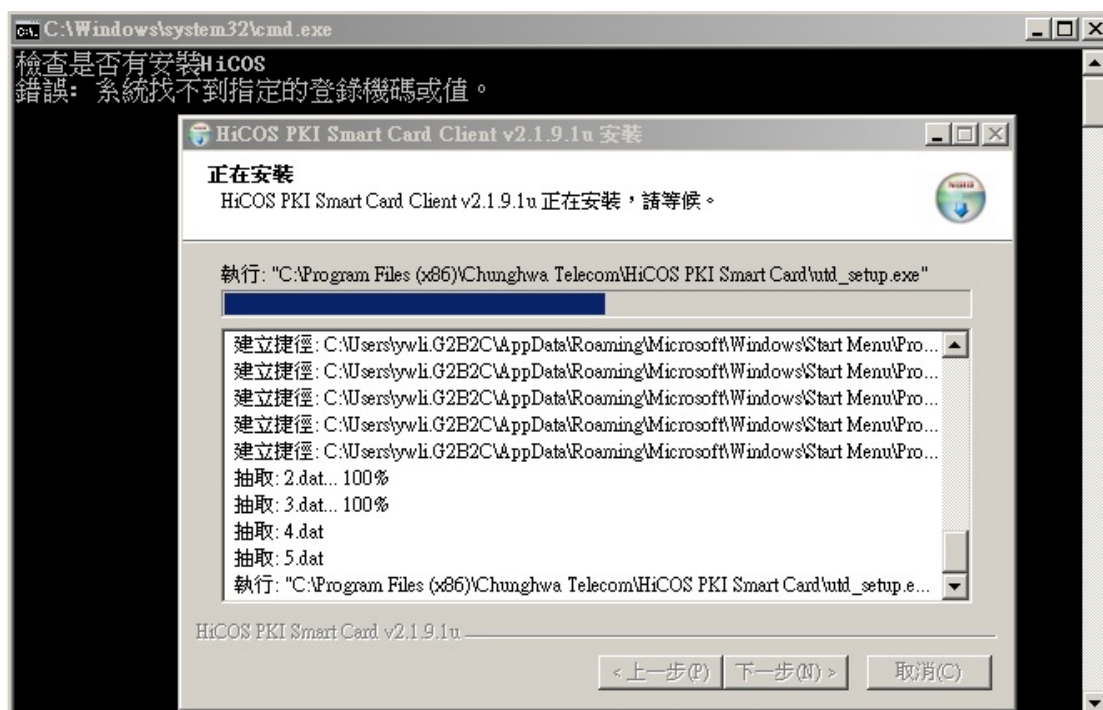 C:\Windows\system32\cmd.exe
檢查是否有安裝HiCOS
錯誤: 系統找不到指定的登錄機碼或值。
HiCOS PKI Smart Card Client v2.1.9.1u 安裝
正在安裝
HiCOS PKI Smart Card Client v2.1.9.1u 正在安裝，請等候。
執行: "C:\Program Files (x86)\Chunghwa Telecom\HiCOS PKI Smart Card\utd_setup.exe"
建立捷徑: C:\Users\ywli.G2B2C\AppData\Roaming\Microsoft\Windows\Start Menu\Pro...
建立捷徑: C:\Users\ywli.G2B2C\AppData\Roaming\Microsoft\Windows\Start Menu\Pro...
建立捷徑: C:\Users\ywli.G2B2C\AppData\Roaming\Microsoft\Windows\Start Menu\Pro...
建立捷徑: C:\Users\ywli.G2B2C\AppData\Roaming\Microsoft\Windows\Start Menu\Pro...
建立捷徑: C:\Users\ywli.G2B2C\AppData\Roaming\Microsoft\Windows\Start Menu\Pro...
抽取: 2.dat... 100%
抽取: 3.dat... 100%
抽取: 4.dat
抽取: 5.dat
執行: "C:\Program Files (x86)\Chunghwa Telecom\HiCOS PKI Smart Card\utd_setup.e...
HiCOS PKI Smart Card v2.1.9.1u
<上一步(P) 下一步(N)> 取消(C)